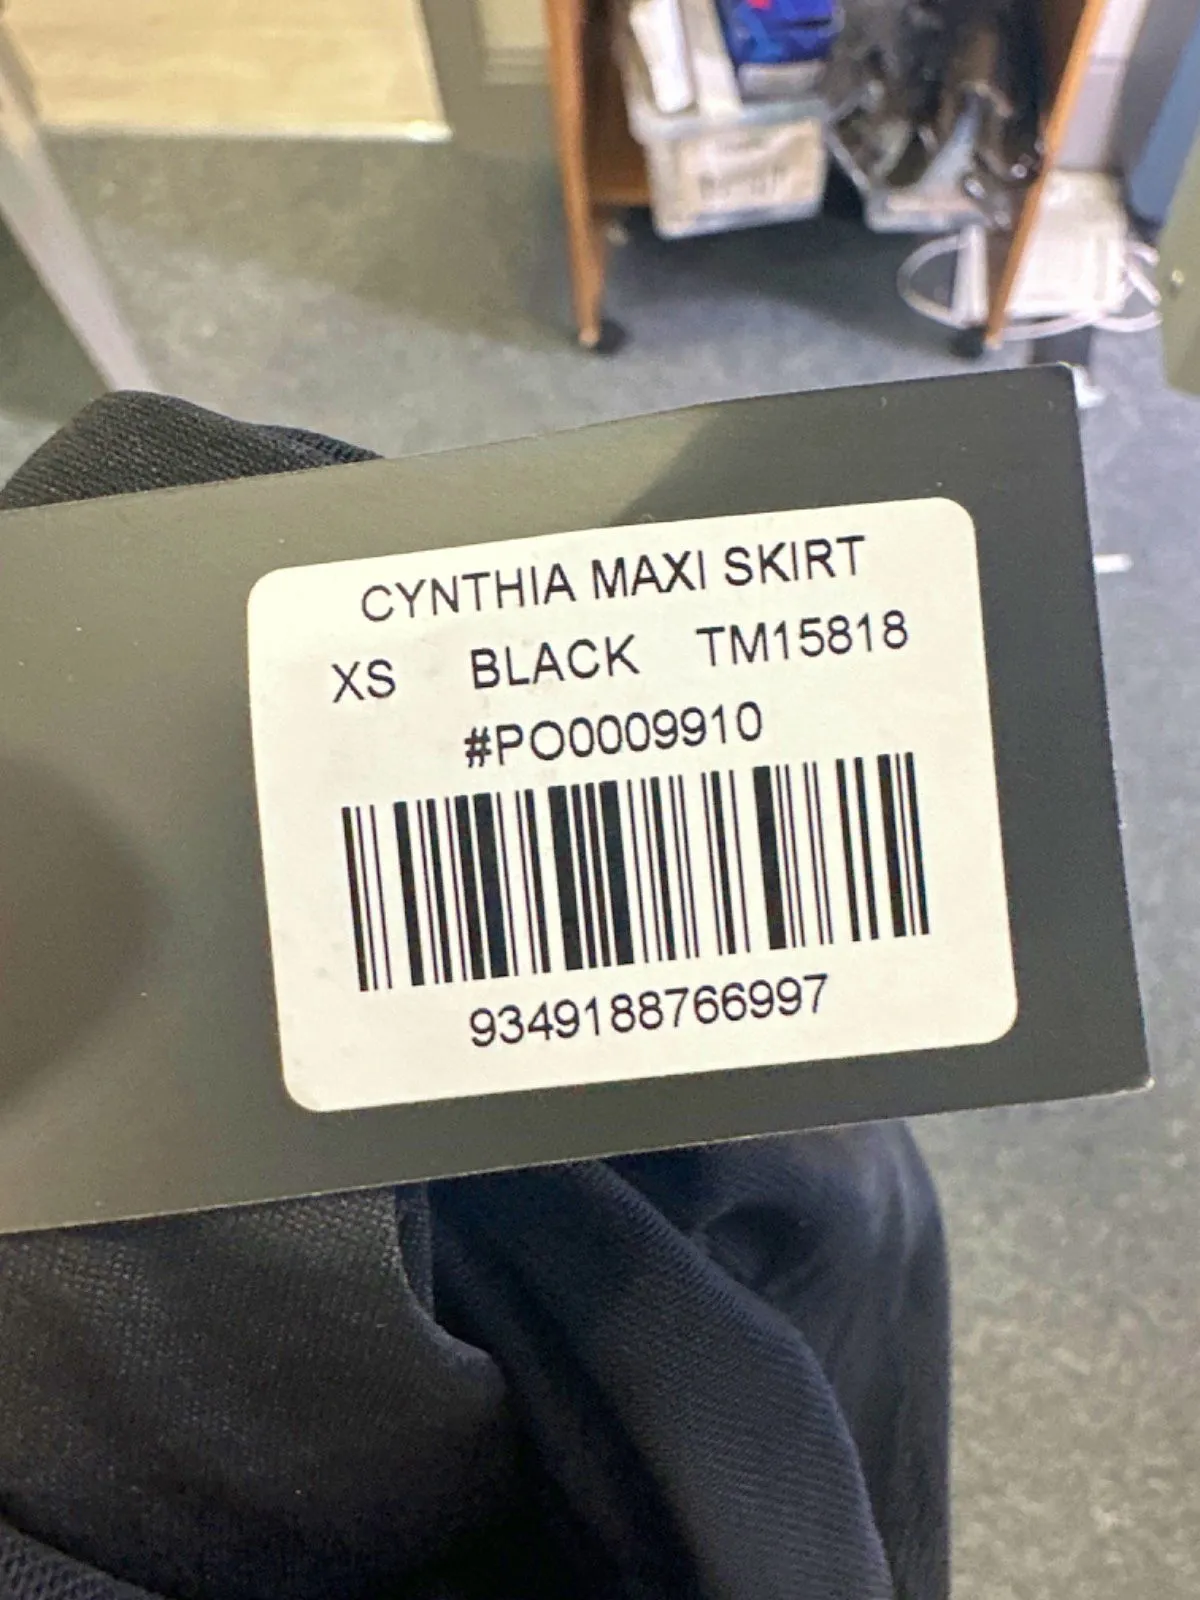 CYNTHIA MAXI SKIRT
XS BLACK TM15818
#PO0009910
9349188766997